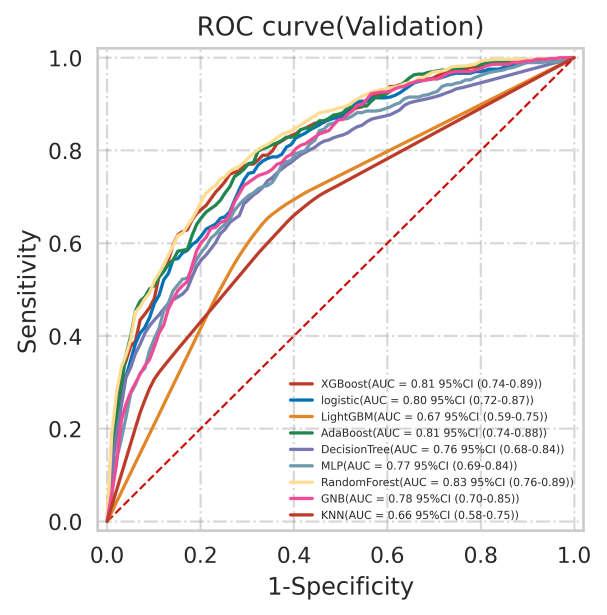 ROC curve(Validation)
Sensitivity
1.0
0.8
0.6
0.4
0.2
0.0
XGBoost(AUC = 0.81 95%CI (0.74-0.89))
logistic(AUC = 0.80 95%CI (0.72-0.87))
LightGBM(AUC = 0.67 95%CI (0.59-0.75))
AdaBoost(AUC = 0.81 95%CI (0.74-0.88))
DecisionTree(AUC = 0.76 95%CI (0.68-0.84))
MLP(AUC = 0.77 95%CI (0.69-0.84))
RandomForest(AUC = 0.83 95%CI (0.76-0.89))
GNB(AUC = 0.78 95%CI (0.70-0.85))
KNN(AUC = 0.66 95%CI (0.58-0.75))
0.0 0.2 0.4 0.6 0.8 1.0
1-Specificity